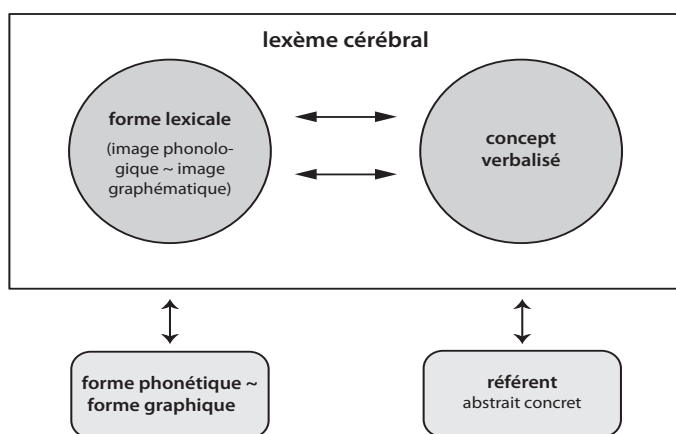 lexème cérébral
forme lexicale
(image phonolo-
gique ~ image
graphématique)
concept
verbalisé
forme phonétique ~
forme graphique
référent
abstrait concret